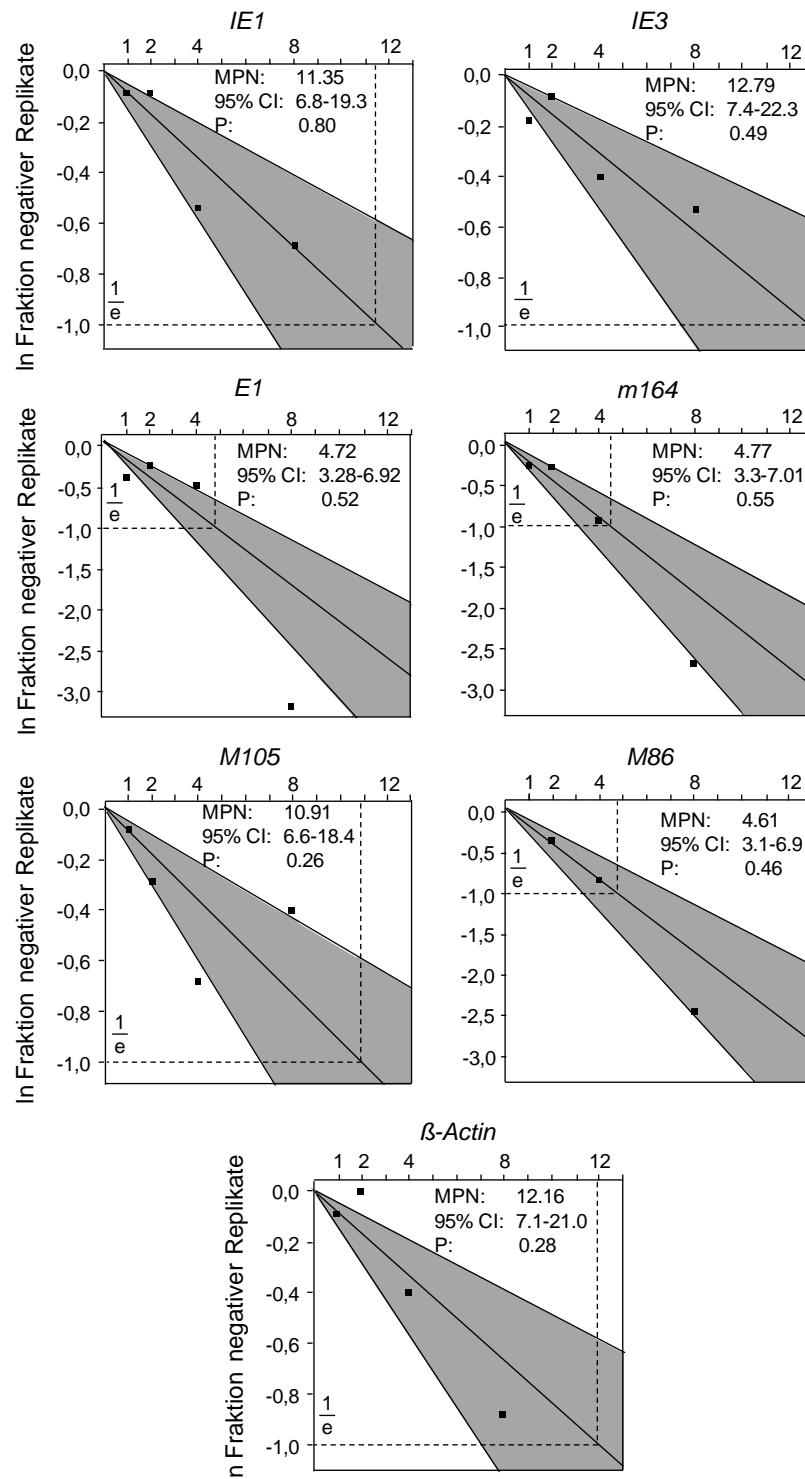 IE1
1 2 4 8 12
0,0
-0,2
-0,4
-0,6
-0,8
-1,0
MPN: 11.35
95% CI: 6.8-19.3
P: 0.80
1
e
ln Fraktion negativer Replikate
IE3
1 2 4 8 12
0,0
-0,2
-0,4
-0,6
-0,8
-1,0
MPN: 12.79
95% CI: 7.4-22.3
P: 0.49
1
e
E1
1 2 4 8 12
0,0
-0,5
-1,0
-1,5
-2,0
-2,5
-3,0
MPN: 4.72
95% CI: 3.28-6.92
P: 0.52
1
e
ln Fraktion negativer Replikate
m164
1 2 4 8 12
0,0
-0,5
-1,0
-1,5
-2,0
-2,5
-3,0
MPN: 4.77
95% CI: 3.3-7.01
P: 0.55
1
e
M105
1 2 4 8 12
0,0
-0,2
-0,4
-0,6
-0,8
-1,0
MPN: 10.91
95% CI: 6.6-18.4
P: 0.26
1
e
ln Fraktion negativer Replikate
M86
1 2 4 8 12
0,0
-0,5
-1,0
-1,5
-2,0
-2,5
-3,0
MPN: 4.61
95% CI: 3.1-6.9
P: 0.46
1
e
ß-Actin
1 2 4 8 12
0,0
-0,2
-0,4
-0,6
-0,8
-1,0
MPN: 12.16
95% CI: 7.1-21.0
P: 0.28
1
e
n Fraktion negativer Replikate